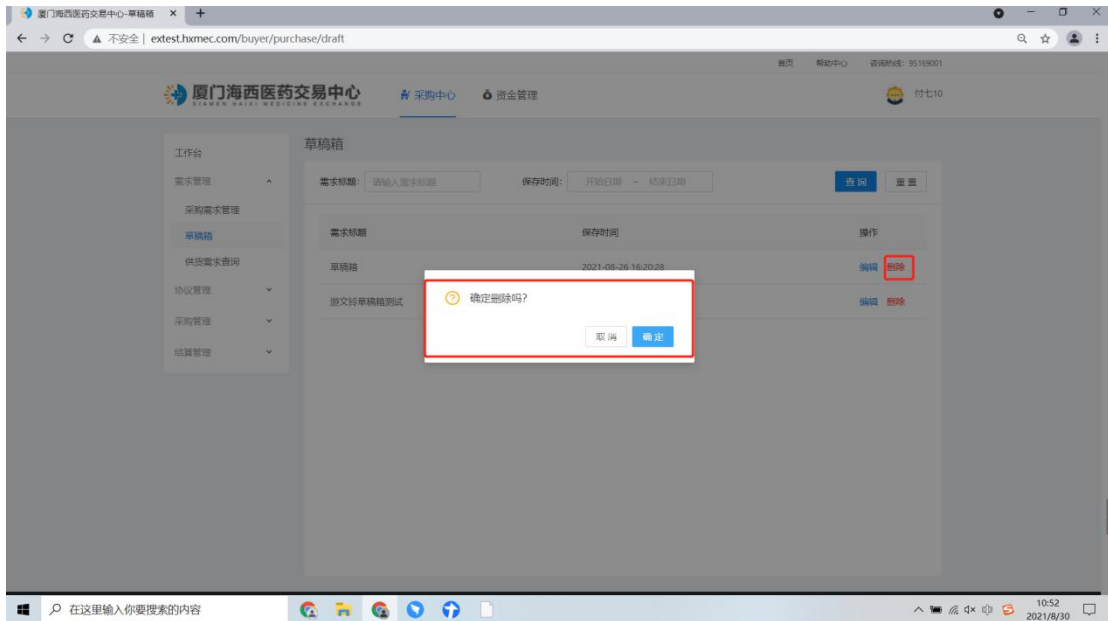 厦门海西医药交易中心-草稿箱
不安全 | extest.hxmec.com/buyer/purchase/draft
首页 帮助中心 咨询热线: 95169001
厦门海西医药交易中心 采购中心 资金管理 付七10
XIAMEN HAIXI MEDICINE EXCHANGE
工作台
需求管理
采购需求管理
草稿箱
供货需求查询
协议管理
采购管理
结算管理
草稿箱
需求标题: 请输入需求标题 保存时间: 开始日期 ~ 结束日期 查询 重置
需求标题 保存时间 操作
草稿箱 2021-08-26 16:20:28 编辑 删除
游文铃草稿箱测试 编辑 删除
确定删除吗?
取消 确定
在这里输入你要搜索的内容
10:52
2021/8/30